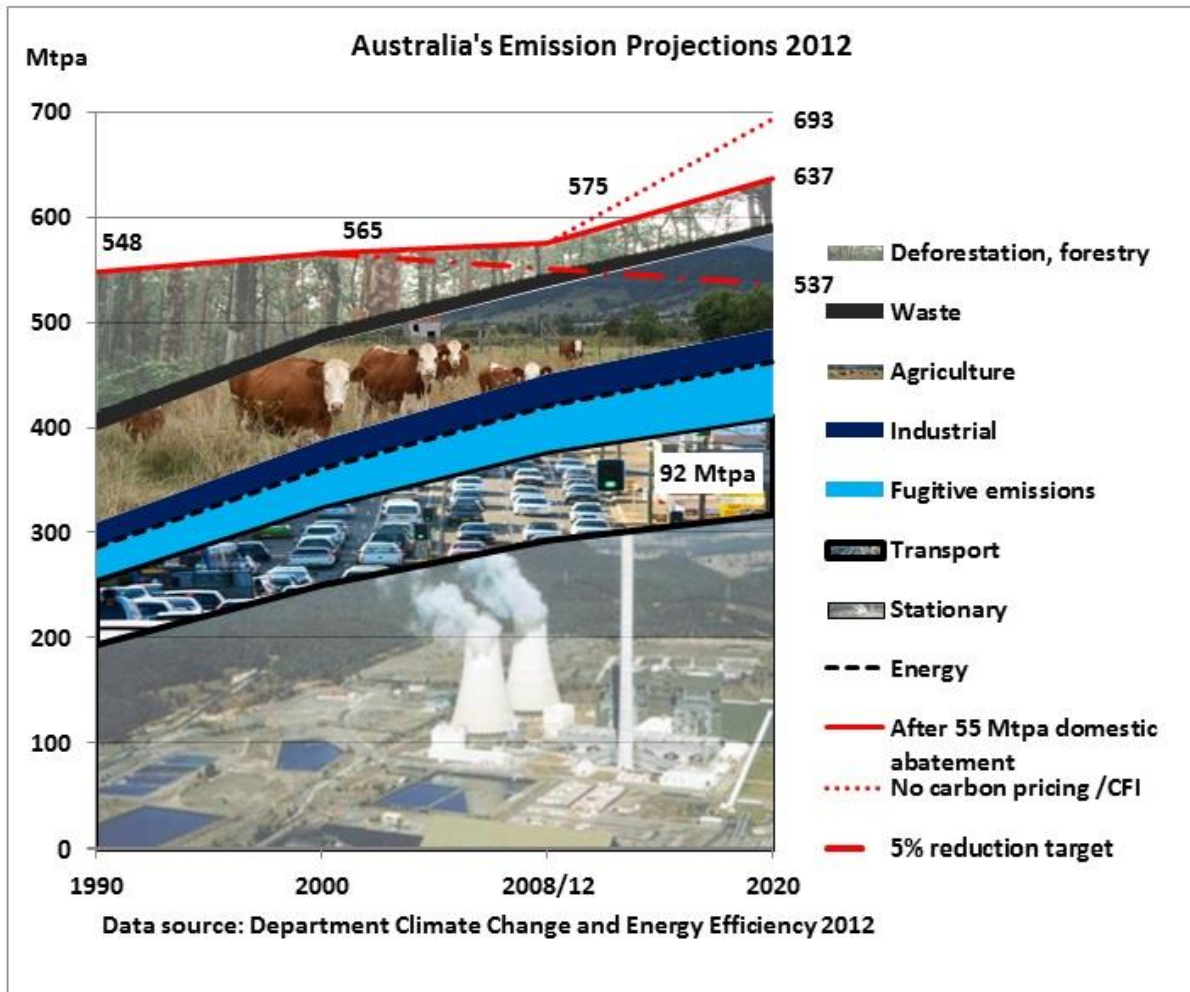 Australia's Emission Projections 2012
Mtpa
700
600
500
400
300
200
100
0
693
637
575
565
548
537
92 Mtpa
1990 2000 2008/12 2020
Deforestation, forestry
Waste
Agriculture
Industrial
Fugitive emissions
Transport
Stationary
Energy
After 55 Mtpa domestic
abatement
No carbon pricing /CFI
5% reduction target
Data source: Department Climate Change and Energy Efficiency 2012